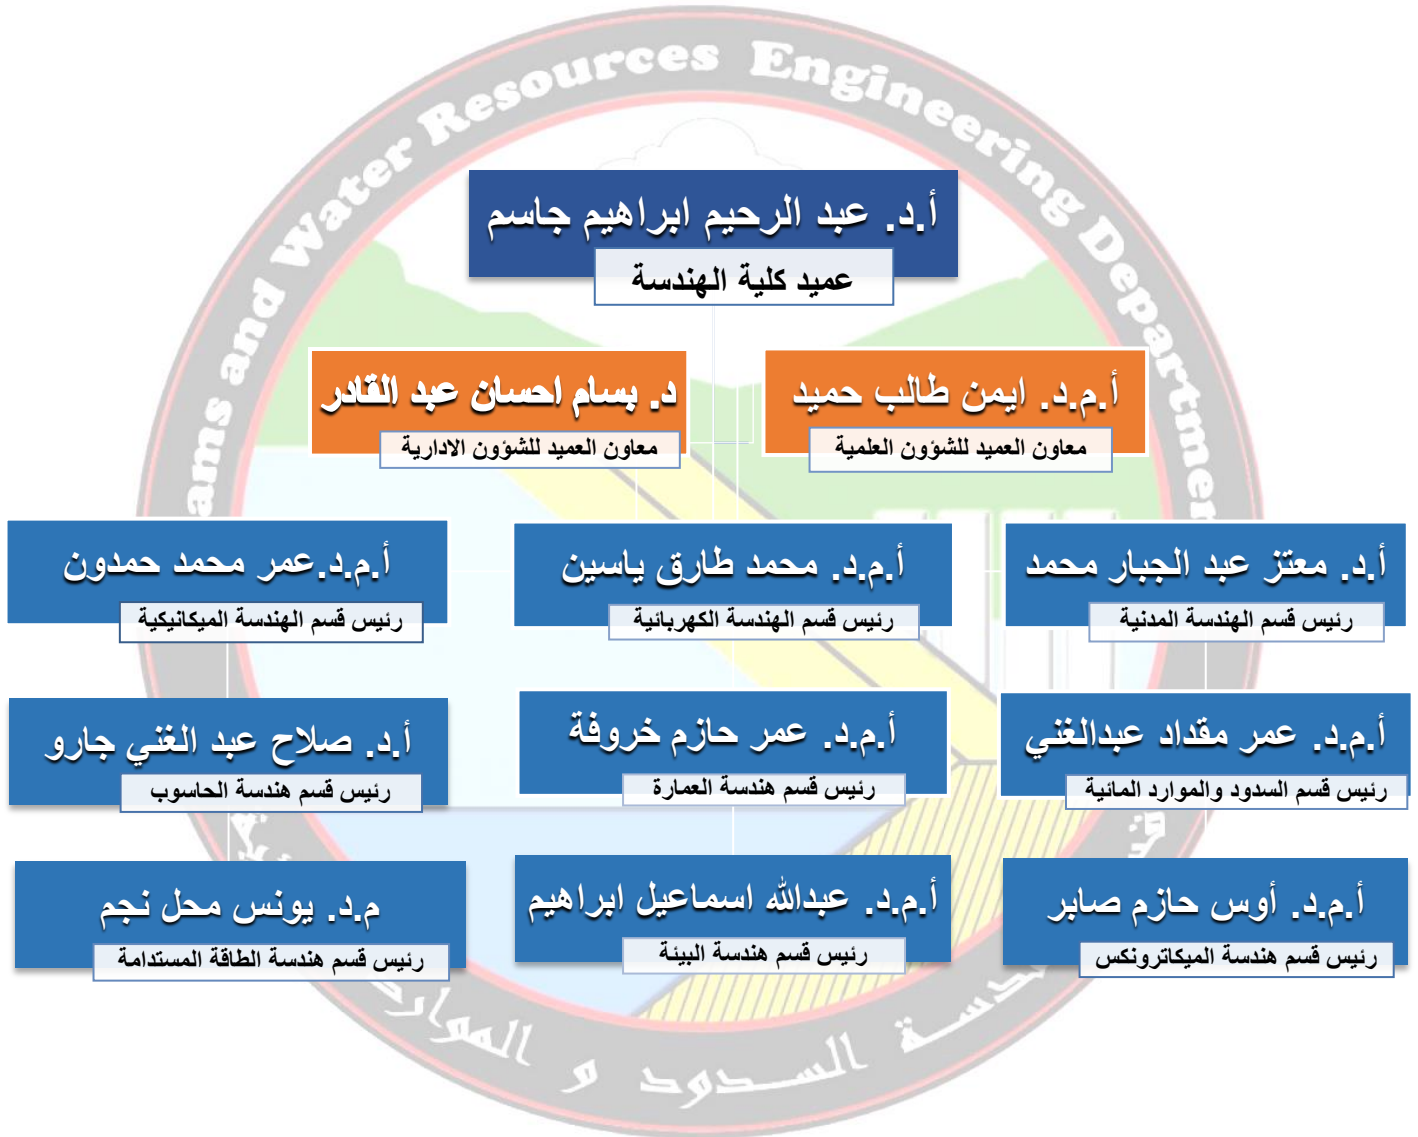 Dams and Water Resources Engineering Department
أ.د. عبد الرحيم ابراهيم جاسم
عميد كلية الهندسة
أ.م.د. ايمن طالب حميد
معاون العميد للشؤون العلمية
د. بسام احسان عبد القادر
معاون العميد للشؤون الادارية
أ.د. معتز عبد الجبار محمد
رئيس قسم الهندسة المدنية
أ.م.د. محمد طارق ياسين
رئيس قسم الهندسة الكهربائية
أ.م.د.عمر محمد حمدون
رئيس قسم الهندسة الميكانيكية
أ.م.د. عمر مقداد عبدالغني
رئيس قسم السدود والموارد المائية
أ.م.د. عمر حازم خروفة
رئيس قسم هندسة العمارة
أ.د. صلاح عبد الغني جارو
رئيس قسم هندسة الحاسوب
أ.م.د. أوس حازم صابر
رئيس قسم هندسة الميكاترونكس
أ.م.د. عبدالله اسماعيل ابراهيم
رئيس قسم هندسة البيئة
م.د. يونس محل نجم
رئيس قسم هندسة الطاقة المستدامة
السدود و